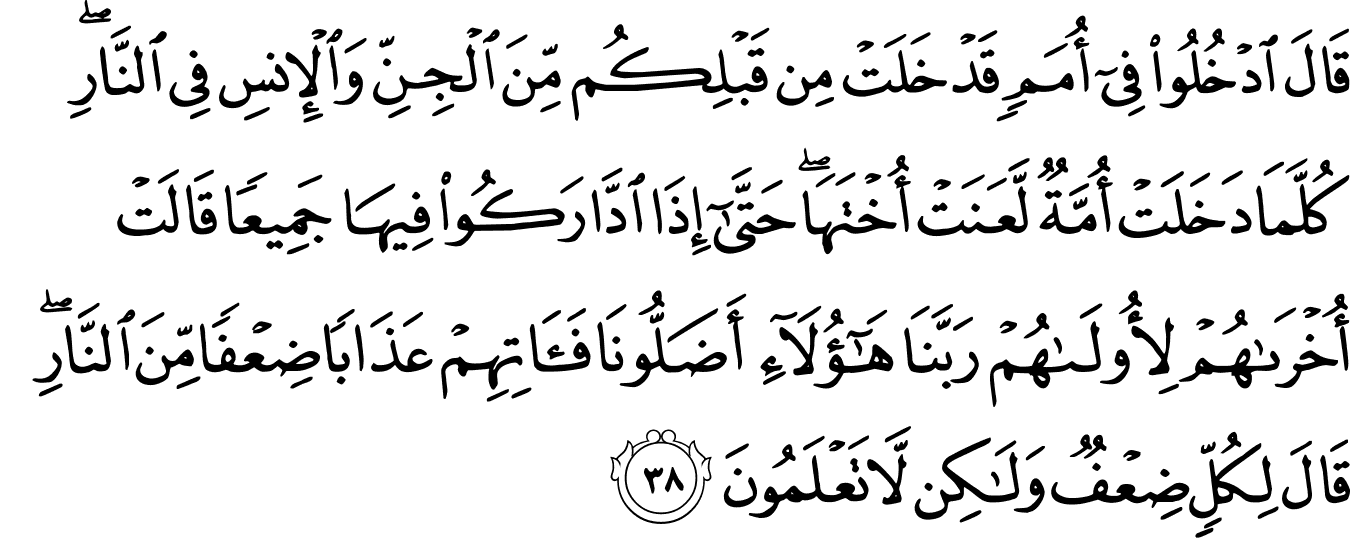 قَالَ ٱدۡخُلُواْ فِيٓ أُمَمٖ قَدۡ خَلَتۡ مِن قَبۡلِكُم مِّنَ ٱلۡجِنِّ وَٱلۡإِنسِ فِي ٱلنَّارِۖ
كُلَّمَا دَخَلَتۡ أُمَّةٞ لَّعَنَتۡ أُخۡتَهَاۖ حَتَّىٰٓ إِذَا ٱدَّارَكُواْ فِيهَا جَمِيعٗا قَالَتۡ
أُخۡرَىٰهُمۡ لِأُولَىٰهُمۡ رَبَّنَا هَٰٓؤُلَآءِ أَضَلُّونَا فَـَٔاتِهِمۡ عَذَابٗا ضِعۡفٗا مِّنَ ٱلنَّارِۖ
قَالَ لِكُلّٖ ضِعۡفٞ وَلَٰكِن لَّا تَعۡلَمُونَ ٣٨